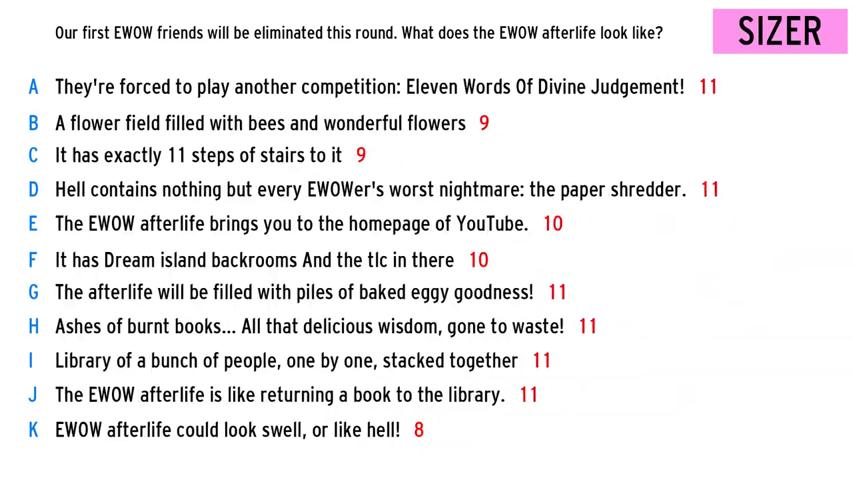 Our first EWOW friends will be eliminated this round. What does the EWOW afterlife look like?
SIZER
A They're forced to play another competition: Eleven Words Of Divine Judgement! 11
B A flower field filled with bees and wonderful flowers 9
C It has exactly 11 steps of stairs to it 9
D Hell contains nothing but every EWOWer's worst nightmare: the paper shredder. 11
E The EWOW afterlife brings you to the homepage of YouTube. 10
F It has Dream island backrooms And the tlc in there 10
G The afterlife will be filled with piles of baked eggy goodness! 11
H Ashes of burnt books... All that delicious wisdom, gone to waste! 11
I Library of a bunch of people, one by one, stacked together 11
J The EWOW afterlife is like returning a book to the library. 11
K EWOW afterlife could look swell, or like hell! 8